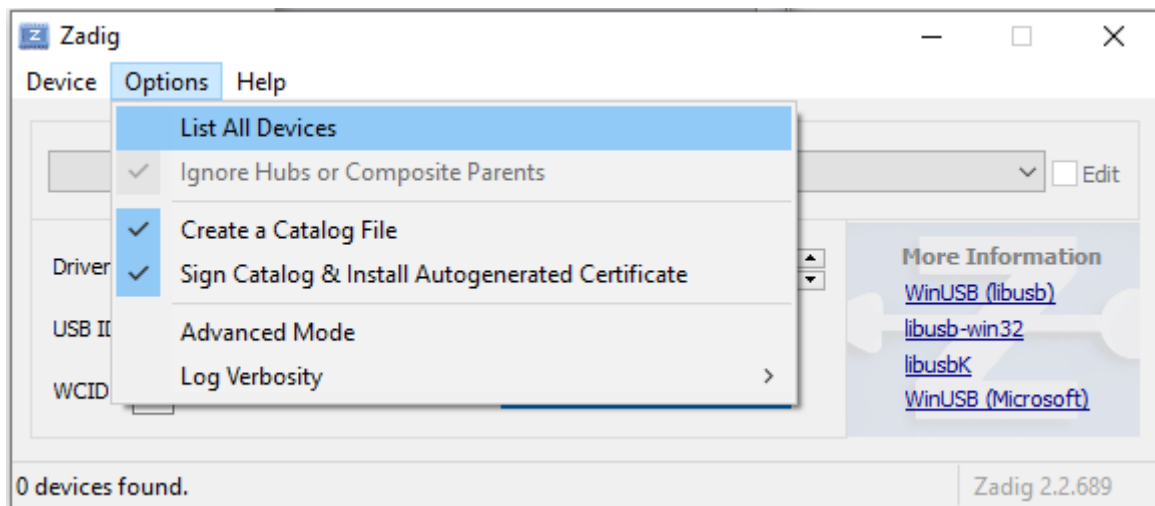 Zadig
Device Options Help
List All Devices
Ignore Hubs or Composite Parents
Edit
Create a Catalog File
Sign Catalog & Install Autogenerated Certificate
Advanced Mode
Log Verbosity
Driver
USB ID
WCID
More Information
WinUSB (libusb)
libusb-win32
libusbK
WinUSB (Microsoft)
0 devices found.
Zadig 2.2.689